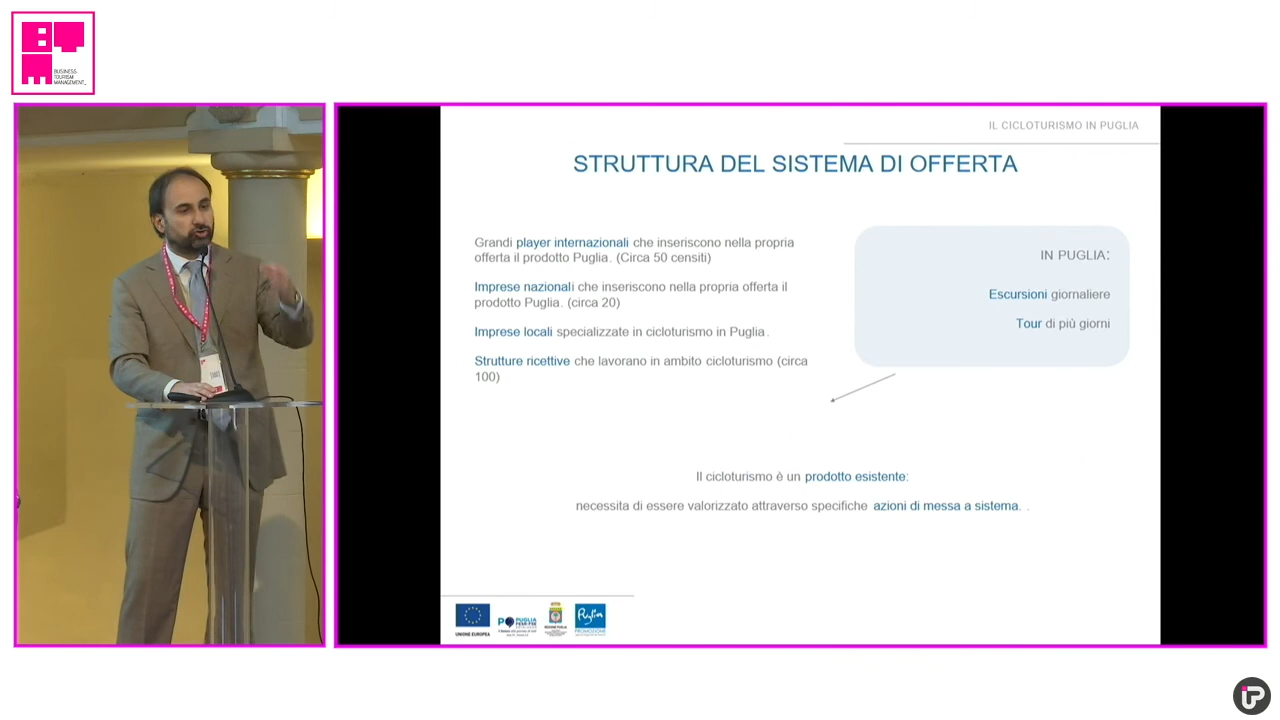 BUSINESS
TOURISM
MANAGEMENT_
IL CICLOTURISMO IN PUGLIA
STRUTTURA DEL SISTEMA DI OFFERTA
Grandi player internazionali che inseriscono nella propria
offerta il prodotto Puglia. (Circa 50 censiti)
Imprese nazionali che inseriscono nella propria offerta il
prodotto Puglia. (circa 20)
Imprese locali specializzate in cicloturismo in Puglia.
Strutture ricettive che lavorano in ambito cicloturismo (circa
100)
IN PUGLIA:
Escursioni giornaliere
Tour di più giorni
Il cicloturismo è un prodotto esistente:
necessita di essere valorizzato attraverso specifiche azioni di messa a sistema. .
UNIONE EUROPEA
PUGLIA
REGIONE PUGLIA
Puglia
PROMOZIONE